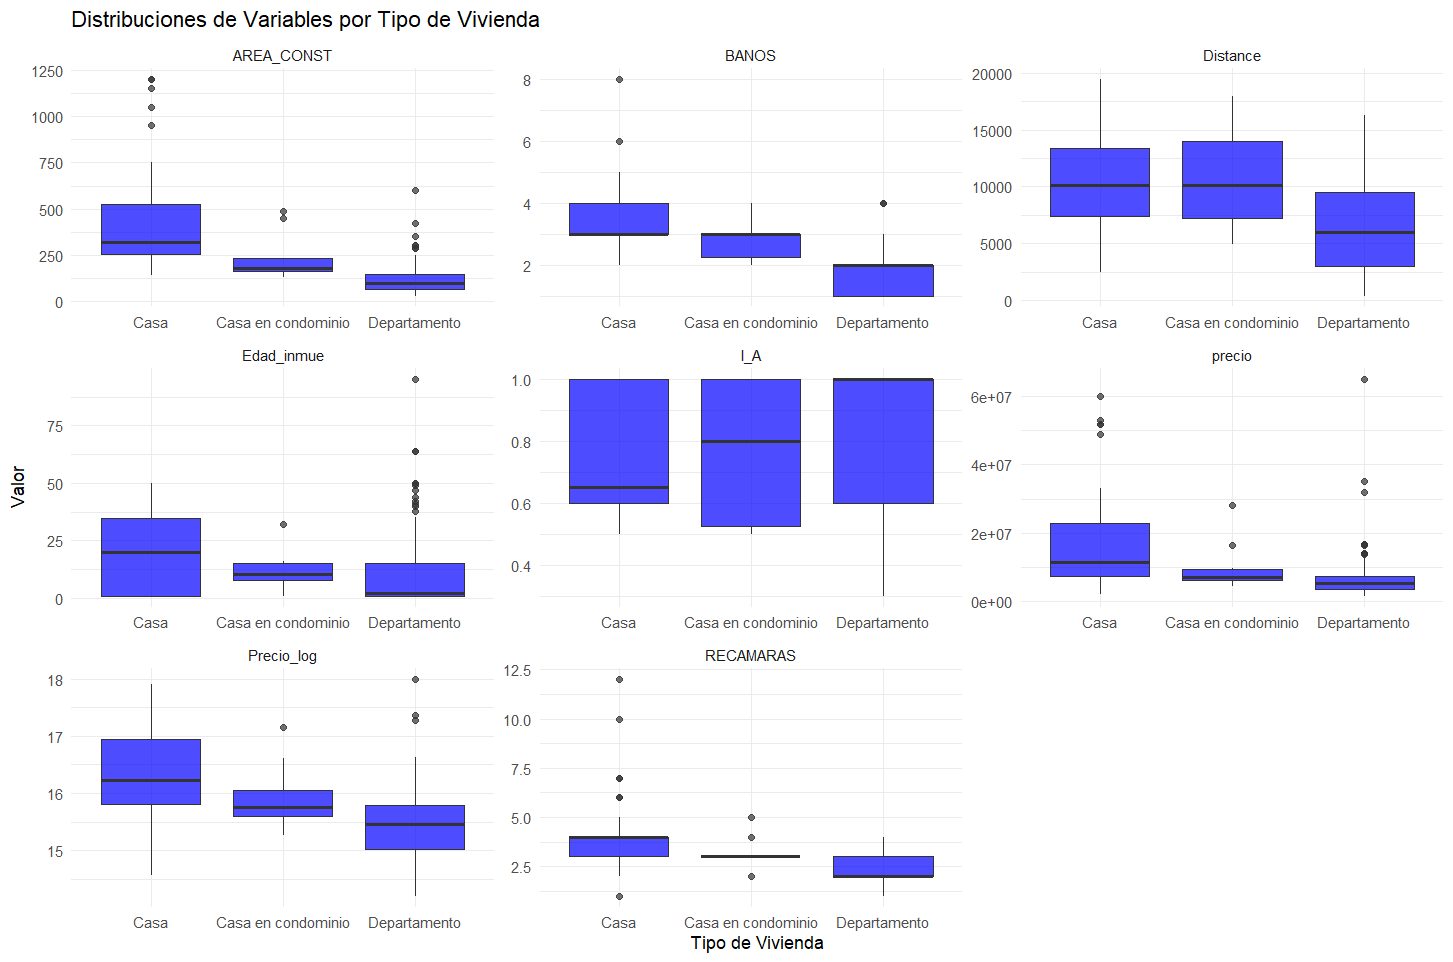 Distribuciones de Variables por Tipo de Vivienda
AREA_CONST
BANOS
Distance
1250
1000
750
500
250
0
8
6
4
2
20000
15000
10000
5000
0
Casa
Casa en condominio
Departamento
Casa
Casa en condominio
Departamento
Casa
Casa en condominio
Departamento
Edad_inmue
I_A
precio
Valor
75
50
25
0
1.0
0.8
0.6
0.4
6e+07
4e+07
2e+07
0e+00
Casa
Casa en condominio
Departamento
Casa
Casa en condominio
Departamento
Casa
Casa en condominio
Departamento
Precio_log
RECAMARAS
18
17
16
15
12.5
10.0
7.5
5.0
2.5
Casa
Casa en condominio
Departamento
Casa
Casa en condominio
Departamento
Tipo de Vivienda